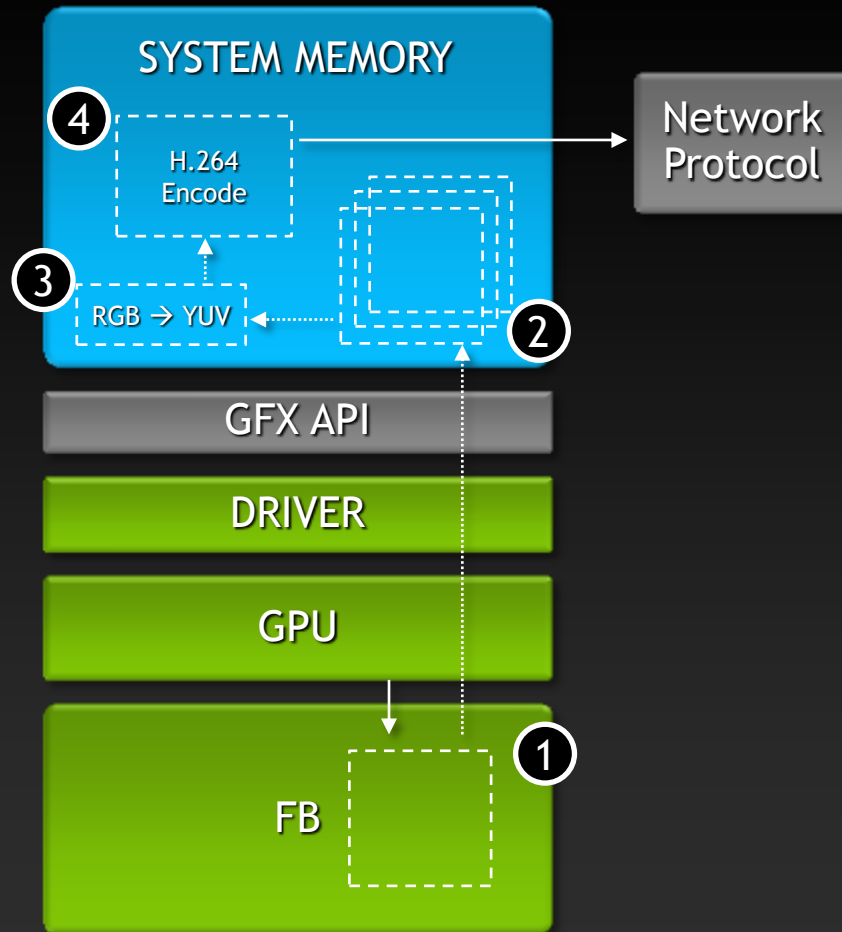 SYSTEM MEMORY
4
H.264
Encode
Network
Protocol
3
RGB → YUV
2
GFX API
DRIVER
GPU
1
FB